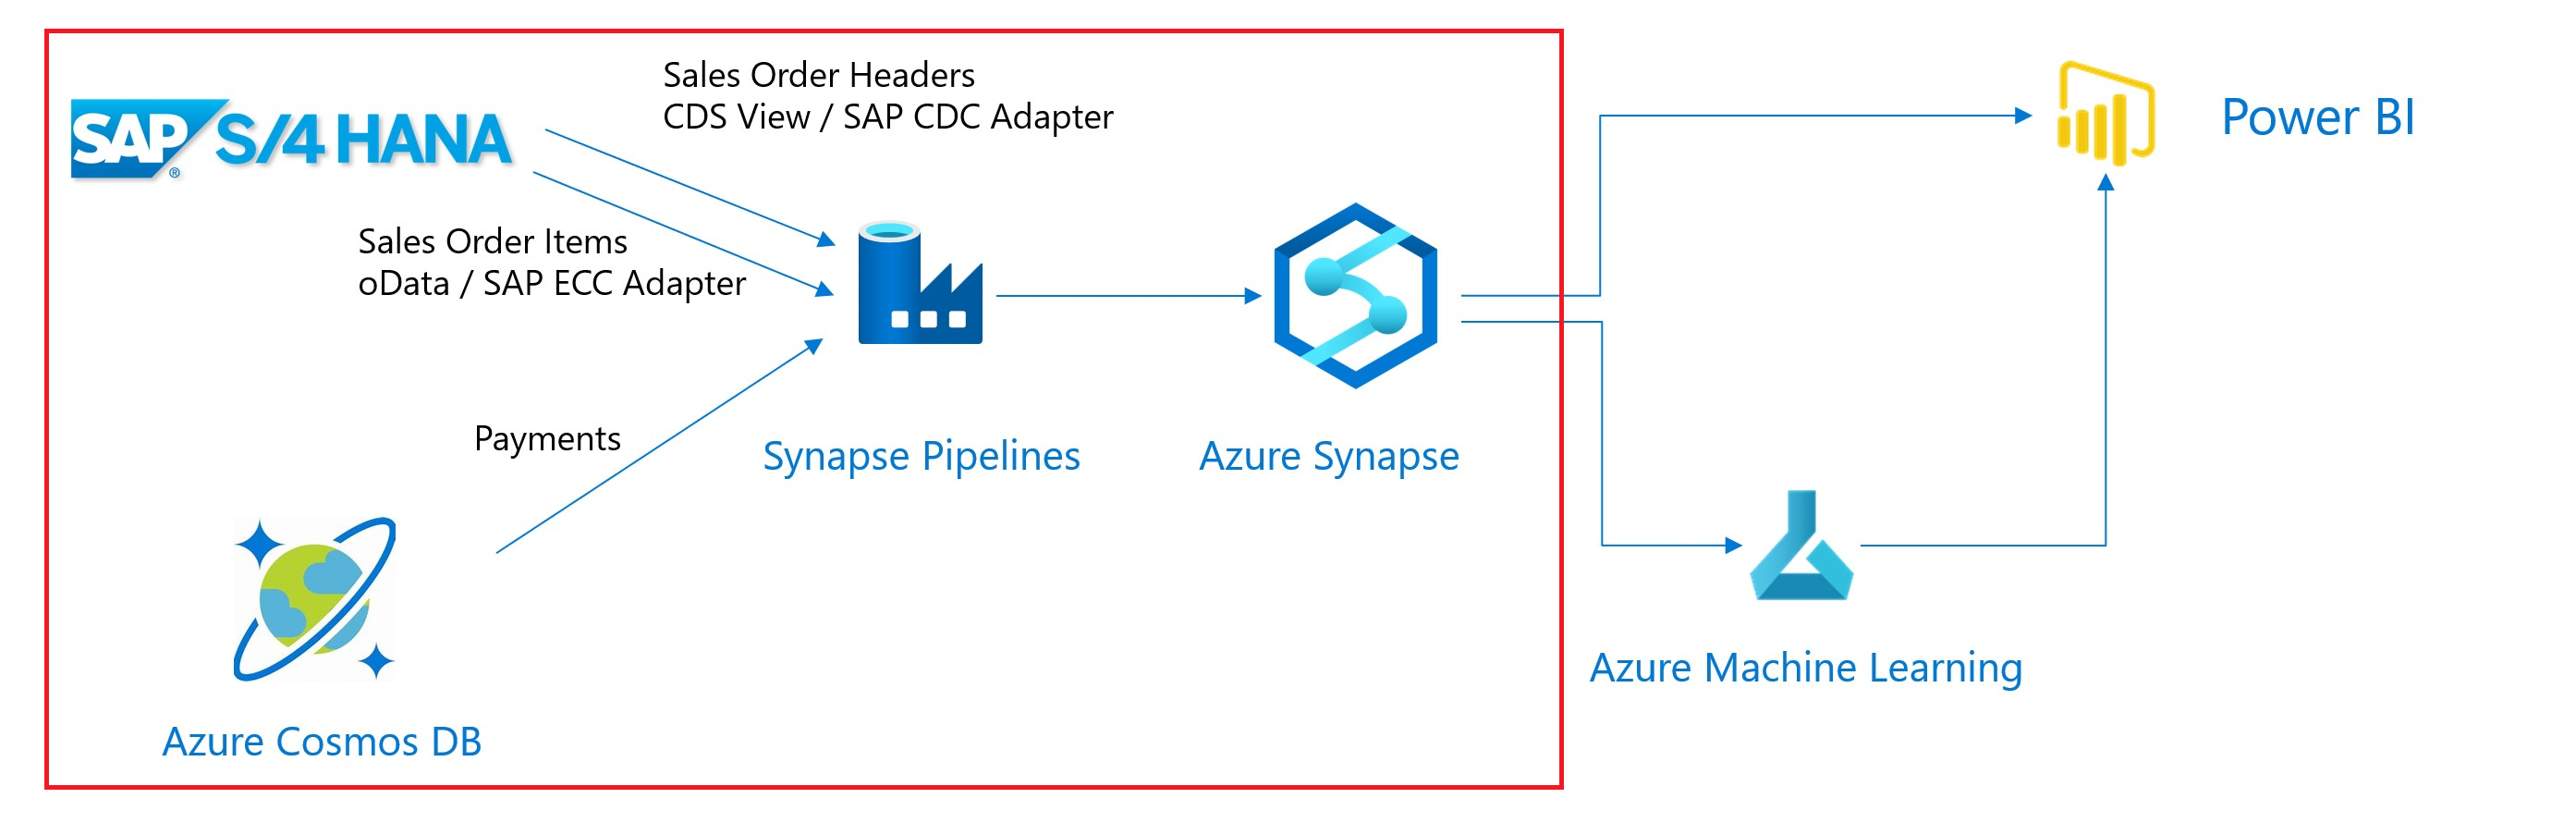 Sales Order Headers
CDS View / SAP CDC Adapter
SAP S/4 HANA
®
Power BI
Sales Order Items
oData / SAP ECC Adapter
Payments
Synapse Pipelines
Azure Synapse
Azure Machine Learning
Azure Cosmos DB